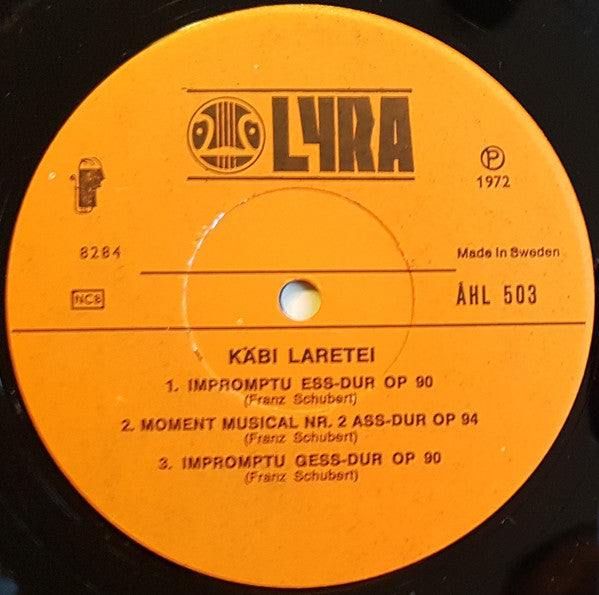 LYRA
P
1972
8284
Made in Sweden
NCB
ÅHL 503
KÄBI LARETEI
1. IMPROMPTU ESS-DUR OP 90
(Franz Schubert)
2. MOMENT MUSICAL NR. 2 ASS-DUR OP 94
(Franz Schubert)
3. IMPROMPTU GESS-DUR OP 90
(Franz Schubert)